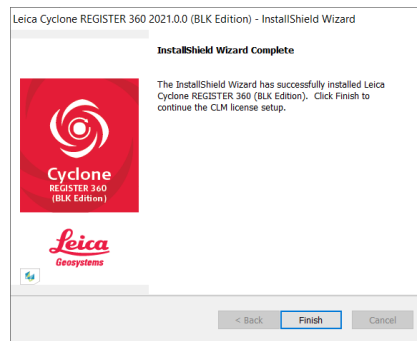 Leica Cyclone REGISTER 360 2021.0.0 (BLK Edition) - InstallShield Wizard
InstallShield Wizard Complete
The InstallShield Wizard has successfully installed Leica
Cyclone REGISTER 360 (BLK Edition). Click Finish to
continue the CLM license setup.
Cyclone
REGISTER 360
(BLK Edition)
Leica
Geosystems
< Back
Finish
Cancel